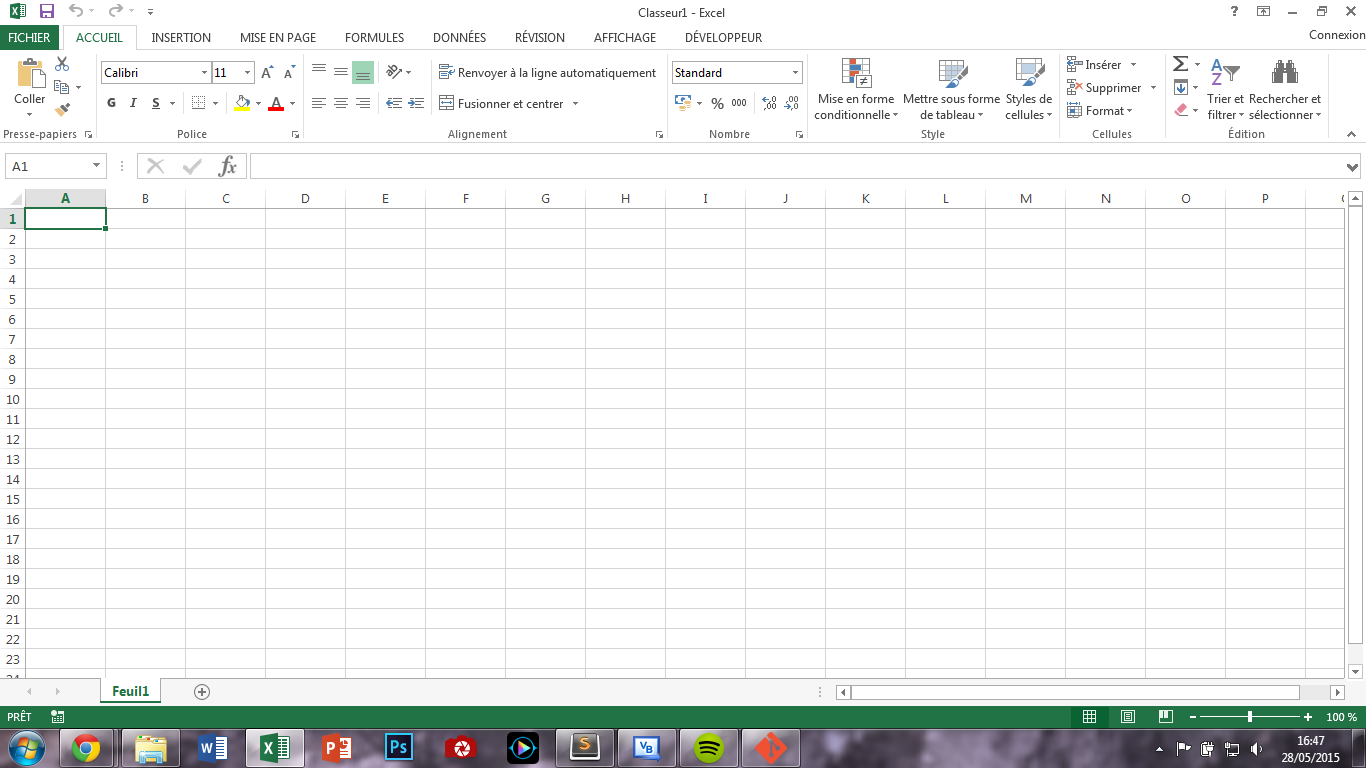 Classeur1 - Excel
?
FICHIER ACCUEIL INSERTION MISE EN PAGE FORMULES DONNÉES RÉVISION AFFICHAGE DÉVELOPPEUR Connexion
Coller
Presse-papiers
Calibri 11
G I S
Police
Renvoyer à la ligne automatiquement
Fusionner et centrer
Alignement
Standard
% 000
Nombre
Mise en forme conditionnelle
Mettre sous forme de tableau
Styles de cellules
Style
Insérer
Supprimer
Format
Cellules
Trier et filtrer
Rechercher et sélectionner
Édition
A1 fx
A B C D E F G H I J K L M N O P
1
2
3
4
5
6
7
8
9
10
11
12
13
14
15
16
17
18
19
20
21
22
23
24
Feuil1
PRÊT 100 %
16:47
28/05/2015